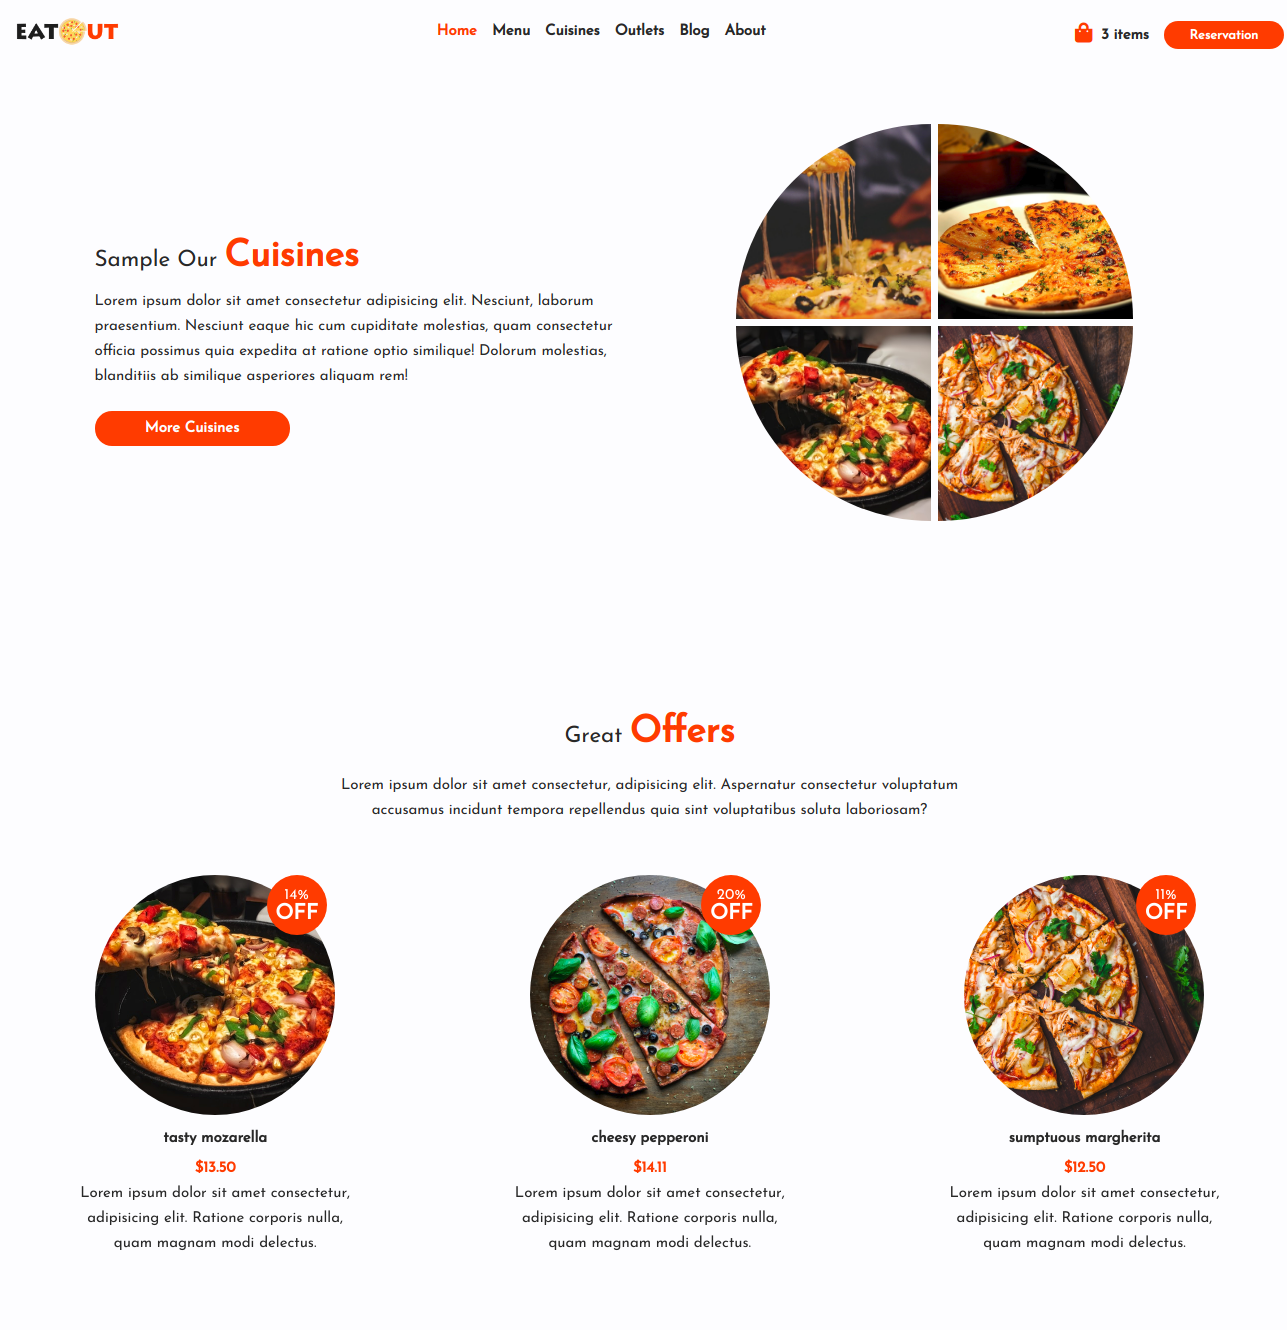 EATOUT
Home Menu Cuisines Outlets Blog About
3 items
Reservation
Sample Our Cuisines
Lorem ipsum dolor sit amet consectetur adipisicing elit. Nesciunt, laborum
praesentium. Nesciunt eaque hic cum cupiditate molestias, quam consectetur
officia possimus quia expedita at ratione optio similique! Dolorum molestias,
blanditiis ab similique asperiores aliquam rem!
More Cuisines
Great Offers
Lorem ipsum dolor sit amet consectetur, adipisicing elit. Aspernatur consectetur voluptatum
accusamus incidunt tempora repellendus quia sint voluptatibus soluta laboriosam?
14%
OFF
tasty mozarella
$13.50
Lorem ipsum dolor sit amet consectetur,
adipisicing elit. Ratione corporis nulla,
quam magnam modi delectus.
20%
OFF
cheesy pepperoni
$14.11
Lorem ipsum dolor sit amet consectetur,
adipisicing elit. Ratione corporis nulla,
quam magnam modi delectus.
11%
OFF
sumptuous margherita
$12.50
Lorem ipsum dolor sit amet consectetur,
adipisicing elit. Ratione corporis nulla,
quam magnam modi delectus.